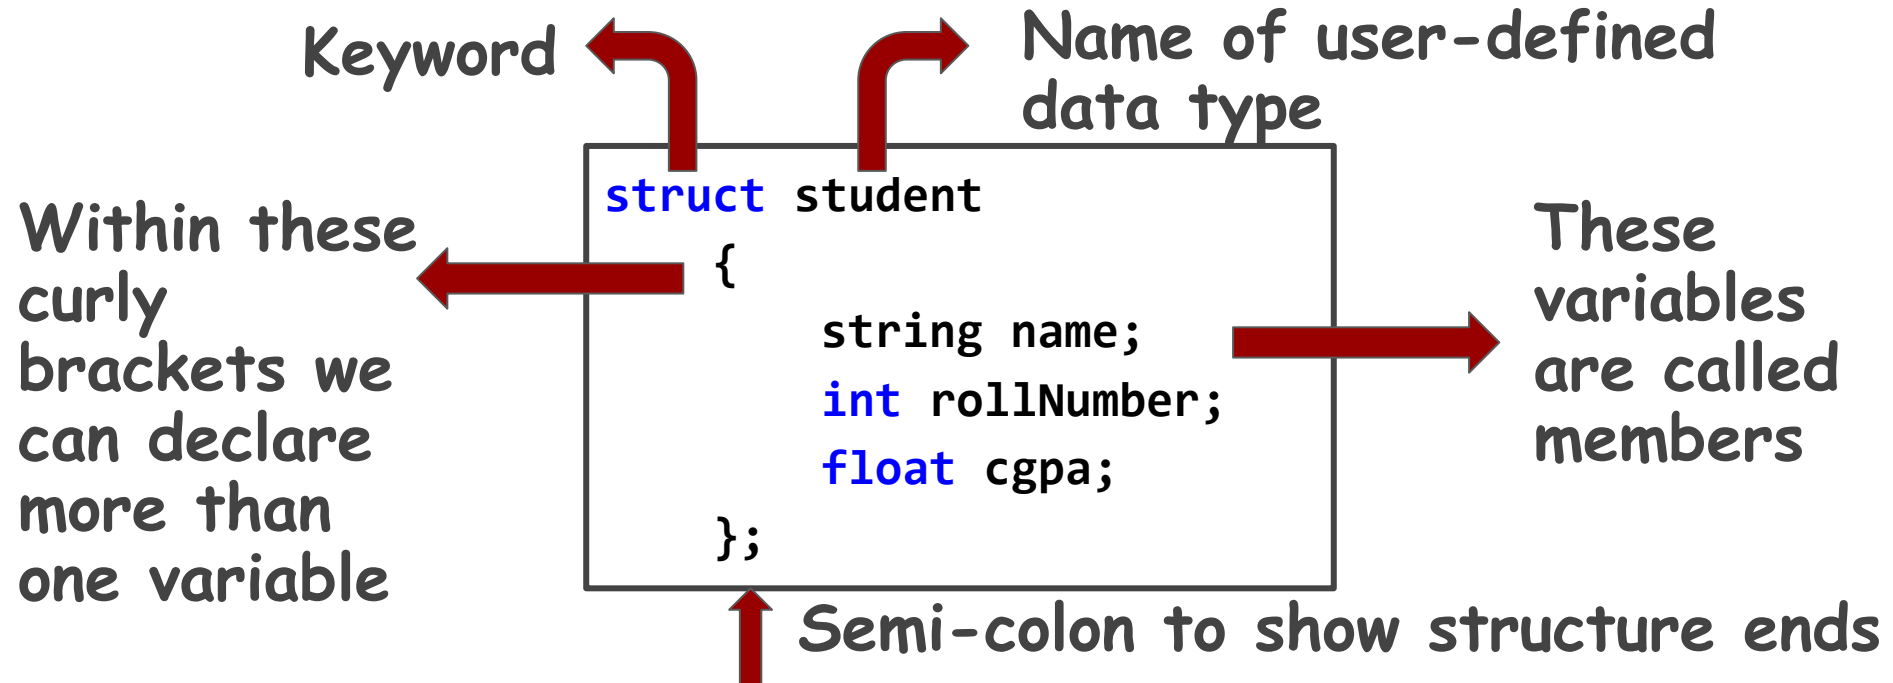 Keyword
Name of user-defined
data type
struct student
{
string name;
int rollNumber;
float cgpa;
};
Within these
curly
brackets we
can declare
more than
one variable
These
variables
are called
members
Semi-colon to show structure ends